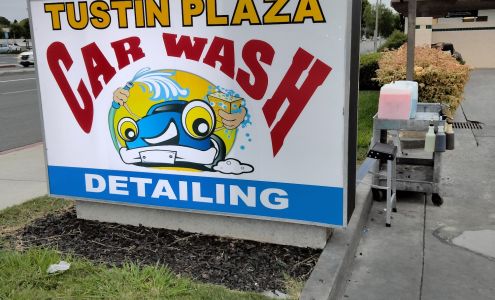 TUSTIN PLAZA
CAR WASH
DETAILING